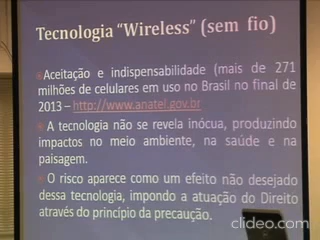 Tecnologia “Wireless” (sem fio)
Aceitação e indispensabilidade (mais de 271
milhões de celulares em uso no Brasil no final de
2013 – http://www.anatel.gov.br
A tecnologia não se revela inócua, produzindo
impactos no meio ambiente, na saúde e na
paisagem.
O risco aparece como um efeito não desejado
dessa tecnologia, impondo a atuação do Direito
através do princípio da precaução.
clideo.com